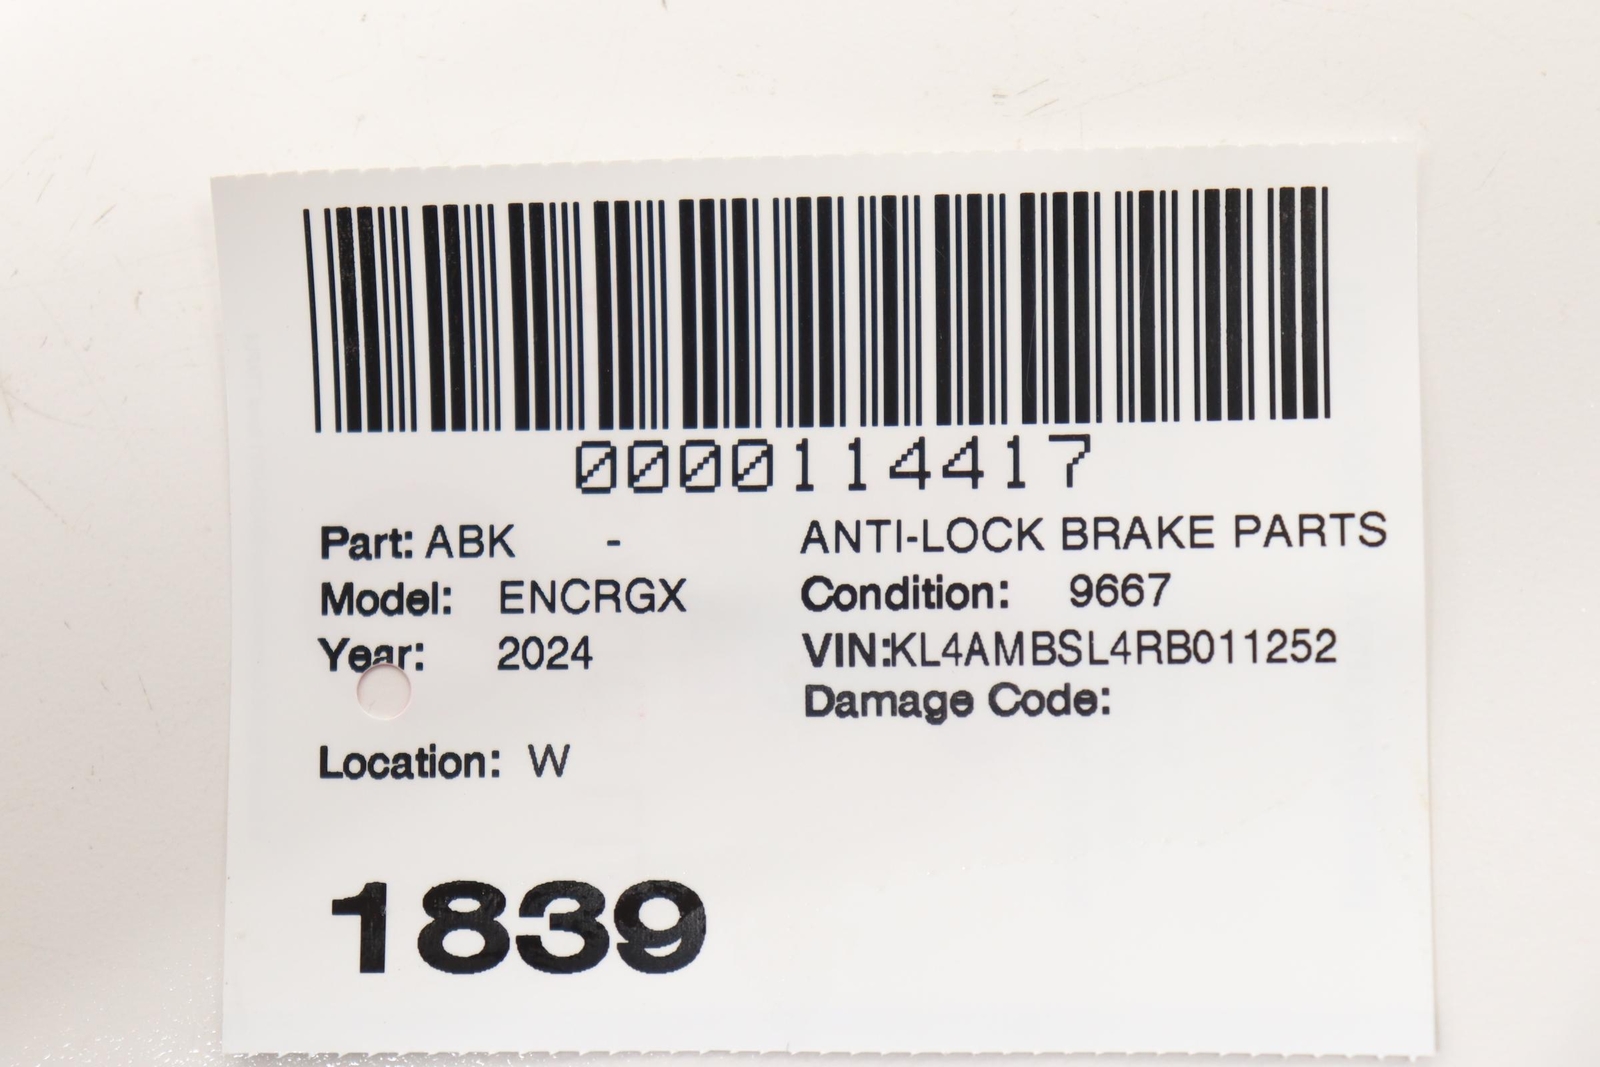 0000114417
Part: ABK - ANTI-LOCK BRAKE PARTS
Model: ENCRGX Condition: 9667
Year: 2024 VIN:KL4AMBSL4RB011252
Damage Code:
Location: W
1839